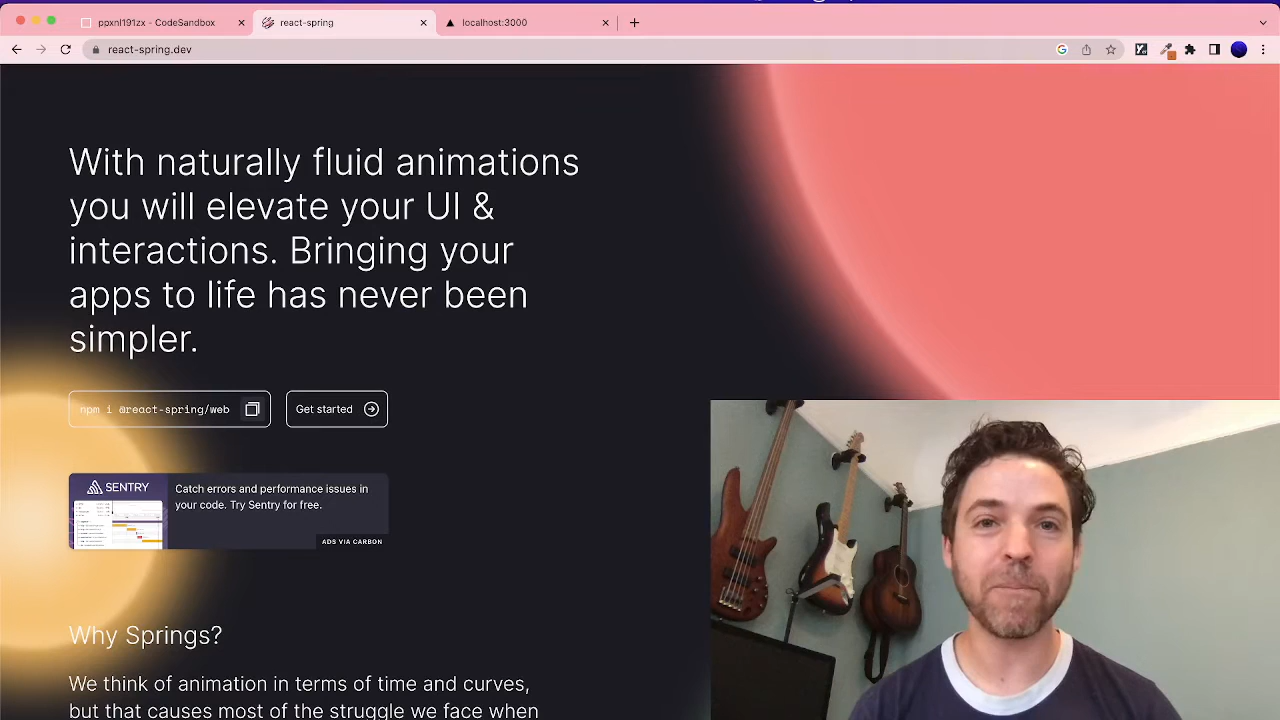 ppxnl191zx - CodeSandbox
react-spring
localhost:3000
react-spring.dev
With naturally fluid animations
you will elevate your UI &
interactions. Bringing your
apps to life has never been
simpler.
npm i @react-spring/web
Get started
SENTRY
Catch errors and performance issues in
your code. Try Sentry for free.
ADS VIA CARBON
Why Springs?
We think of animation in terms of time and curves,
but that causes most of the struggle we face when